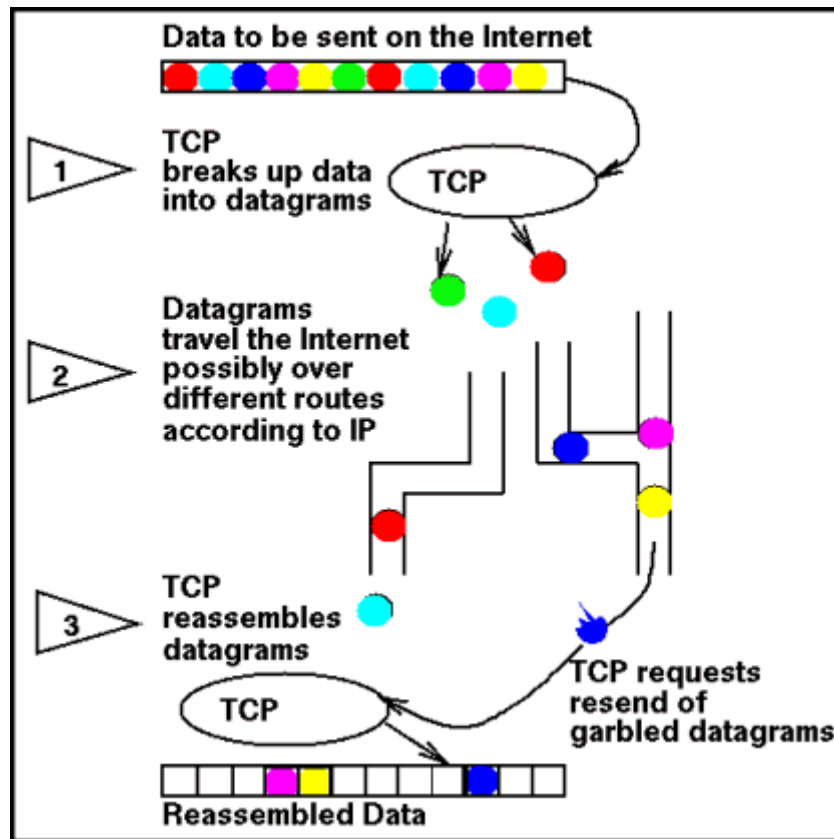 Data to be sent on the Internet
1
TCP
breaks up data
into datagrams
TCP
2
Datagrams
travel the Internet
possibly over
different routes
according to IP
3
TCP
reassembles
datagrams
TCP requests
resend of
garbled datagrams
TCP
Reassembled Data